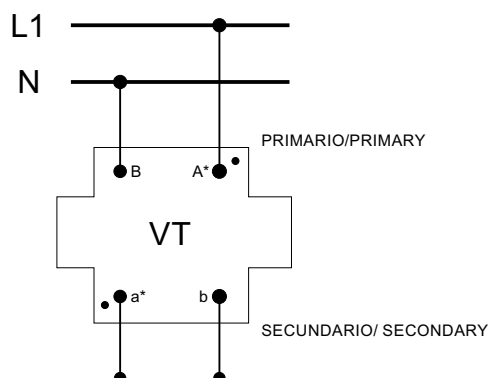 L1
N
PRIMARIO/PRIMARY
B
A*
VT
a*
b
SECUNDARIO/ SECONDARY